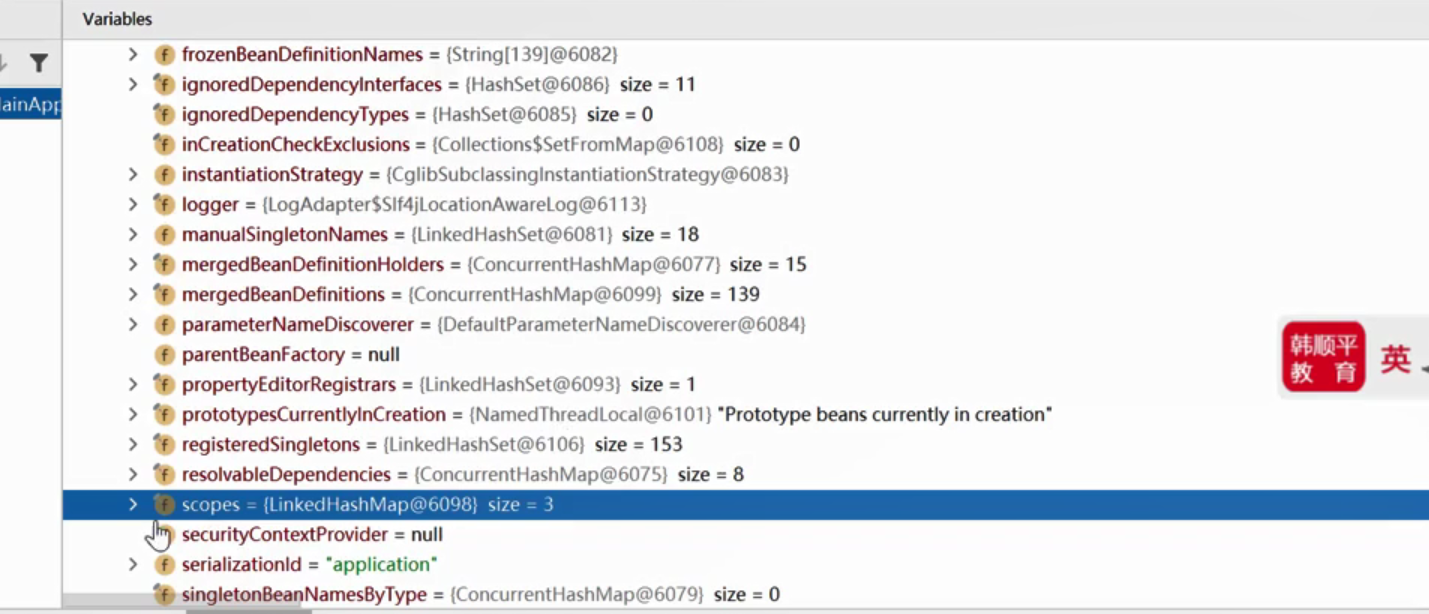 Variables
frozenBeanDefinitionNames = {String[139]@6082}
ignoredDependencyInterfaces = {HashSet@6086} size = 11
ignoredDependencyTypes = {HashSet@6085} size = 0
inCreationCheckExclusions = {Collections$SetFromMap@6108} size = 0
instantiationStrategy = {CglibSubclassingInstantiationStrategy@6083}
logger = {LogAdapter$Slf4jLocationAwareLog@6113}
manualSingletonNames = {LinkedHashSet@6081} size = 18
mergedBeanDefinitionHolders = {ConcurrentHashMap@6077} size = 15
mergedBeanDefinitions = {ConcurrentHashMap@6099} size = 139
parameterNameDiscoverer = {DefaultParameterNameDiscoverer@6084}
parentBeanFactory = null
propertyEditorRegistrars = {LinkedHashSet@6093} size = 1
prototypesCurrentlyInCreation = {NamedThreadLocal@6101} "Prototype beans currently in creation"
registeredSingletons = {LinkedHashSet@6106} size = 153
resolvableDependencies = {ConcurrentHashMap@6075} size = 8
scopes = {LinkedHashMap@6098} size = 3
securityContextProvider = null
serializationId = "application"
singletonBeanNamesByType = {ConcurrentHashMap@6079} size = 0
韩顺平
教 育
英